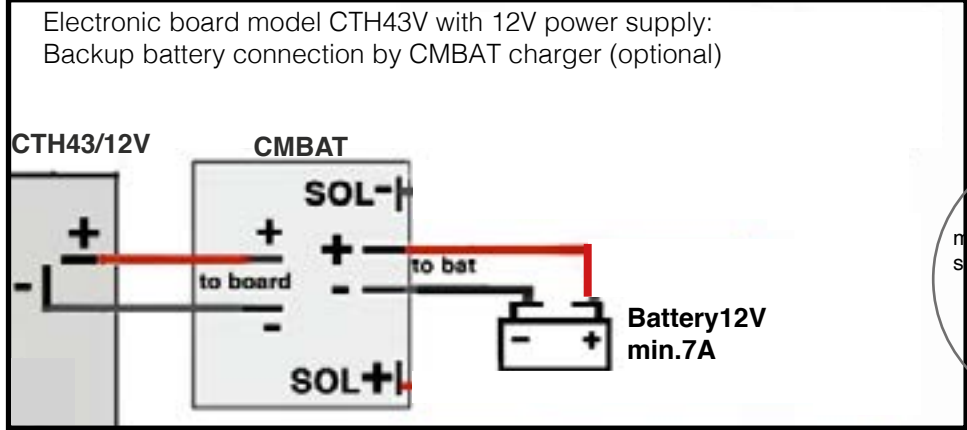 Electronic board model CTH43V with 12V power supply:
Backup battery connection by CMBAT charger (optional)
CTH43/12V
CMBAT
SOL-
+
+
+
to bat
to board
-
-
-
Battery12V
- +
min.7A
SOL+